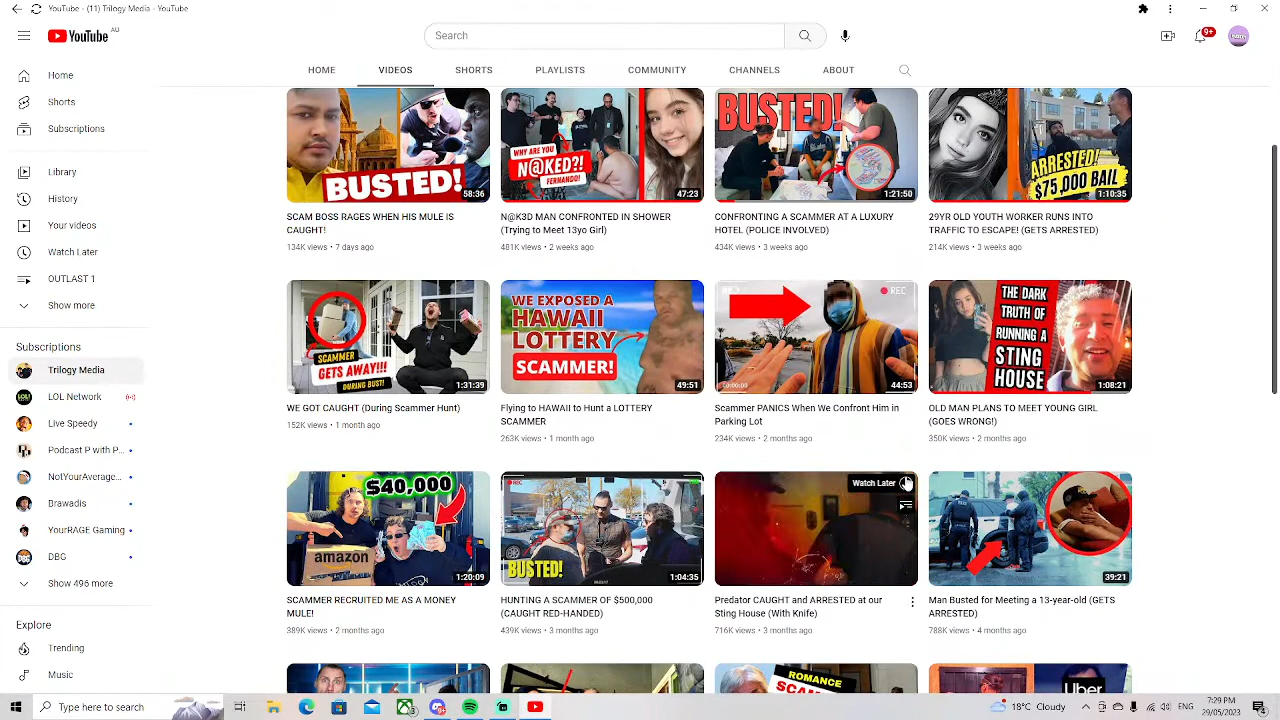 YouTube - (11) Trilogy Media - YouTube
YouTube AU
Search
9+
HOME VIDEOS SHORTS PLAYLISTS COMMUNITY CHANNELS ABOUT
Home
Shorts
Subscriptions
Library
History
Your videos
Watch Later
OUTLAST 1
Show more
Subscriptions
Trilogy Media
LOL Network
Live Speedy
Podcast P with P...
NotYourAverage...
Brawadis
YourRAGE Gaming
DBG
Show 496 more
Explore
Trending
Music
BUSTED!
58:36
SCAM BOSS RAGES WHEN HIS MULE IS
CAUGHT!
134K views • 7 days ago
WHY ARE YOU
N@KED?!
FERNANDO!
47:23
N@K3D MAN CONFRONTED IN SHOWER
(Trying to Meet 13yo Girl)
481K views • 2 weeks ago
BUSTED!
1:21:50
CONFRONTING A SCAMMER AT A LUXURY
HOTEL (POLICE INVOLVED)
434K views • 3 weeks ago
ARRESTED!
$75,000 BAIL
1:10:35
29YR OLD YOUTH WORKER RUNS INTO
TRAFFIC TO ESCAPE! (GETS ARRESTED)
214K views • 3 weeks ago
SCAMMER
GETS AWAY!!!
DURING BUST!
1:31:39
WE GOT CAUGHT (During Scammer Hunt)
152K views • 1 month ago
WE EXPOSED A
HAWAII
LOTTERY
SCAMMER!
49:51
Flying to HAWAII to Hunt a LOTTERY
SCAMMER
263K views • 1 month ago
REC
00:00:00
44:53
Scammer PANICS When We Confront Him in
Parking Lot
234K views • 2 months ago
THE DARK
TRUTH OF
RUNNING A
STING
HOUSE
1:08:21
OLD MAN PLANS TO MEET YOUNG GIRL
(GOES WRONG!)
350K views • 2 months ago
$40,000
amazon
1:20:09
SCAMMER RECRUITED ME AS A MONEY
MULE!
389K views • 2 months ago
REC
BUSTED!
1:04:35
HUNTING A SCAMMER OF $500,000
(CAUGHT RED-HANDED)
439K views • 3 months ago
Watch Later
Predator CAUGHT and ARRESTED at our
Sting House (With Knife)
716K views • 3 months ago
39:21
Man Busted for Meeting a 13-year-old (GETS
ARRESTED)
788K views • 4 months ago
ROMANCE
Uber
Type here to search
3
18°C Cloudy
ENG
7:29 PM
29/05/2023
4